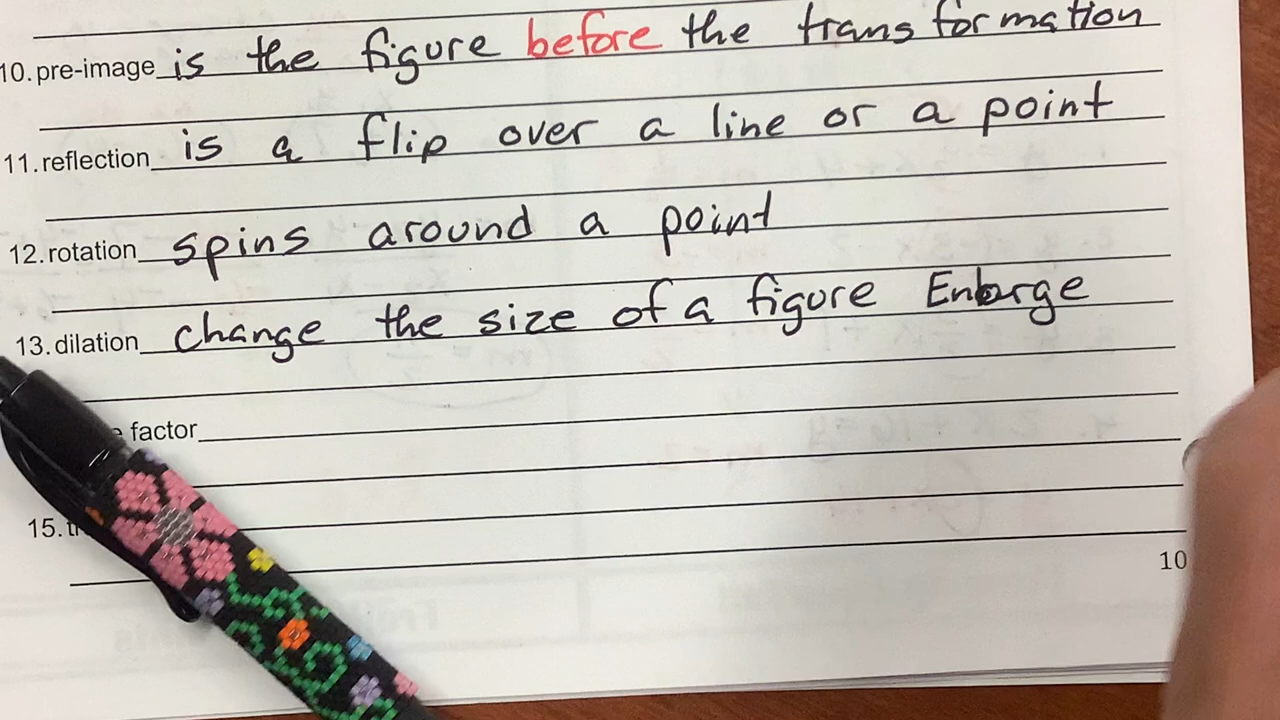 10. pre-image is the figure before the transformation
11. reflection is a flip over a line or a point
12. rotation spins around a point
13. dilation change the size of a figure Enlarge
factor
15.
10